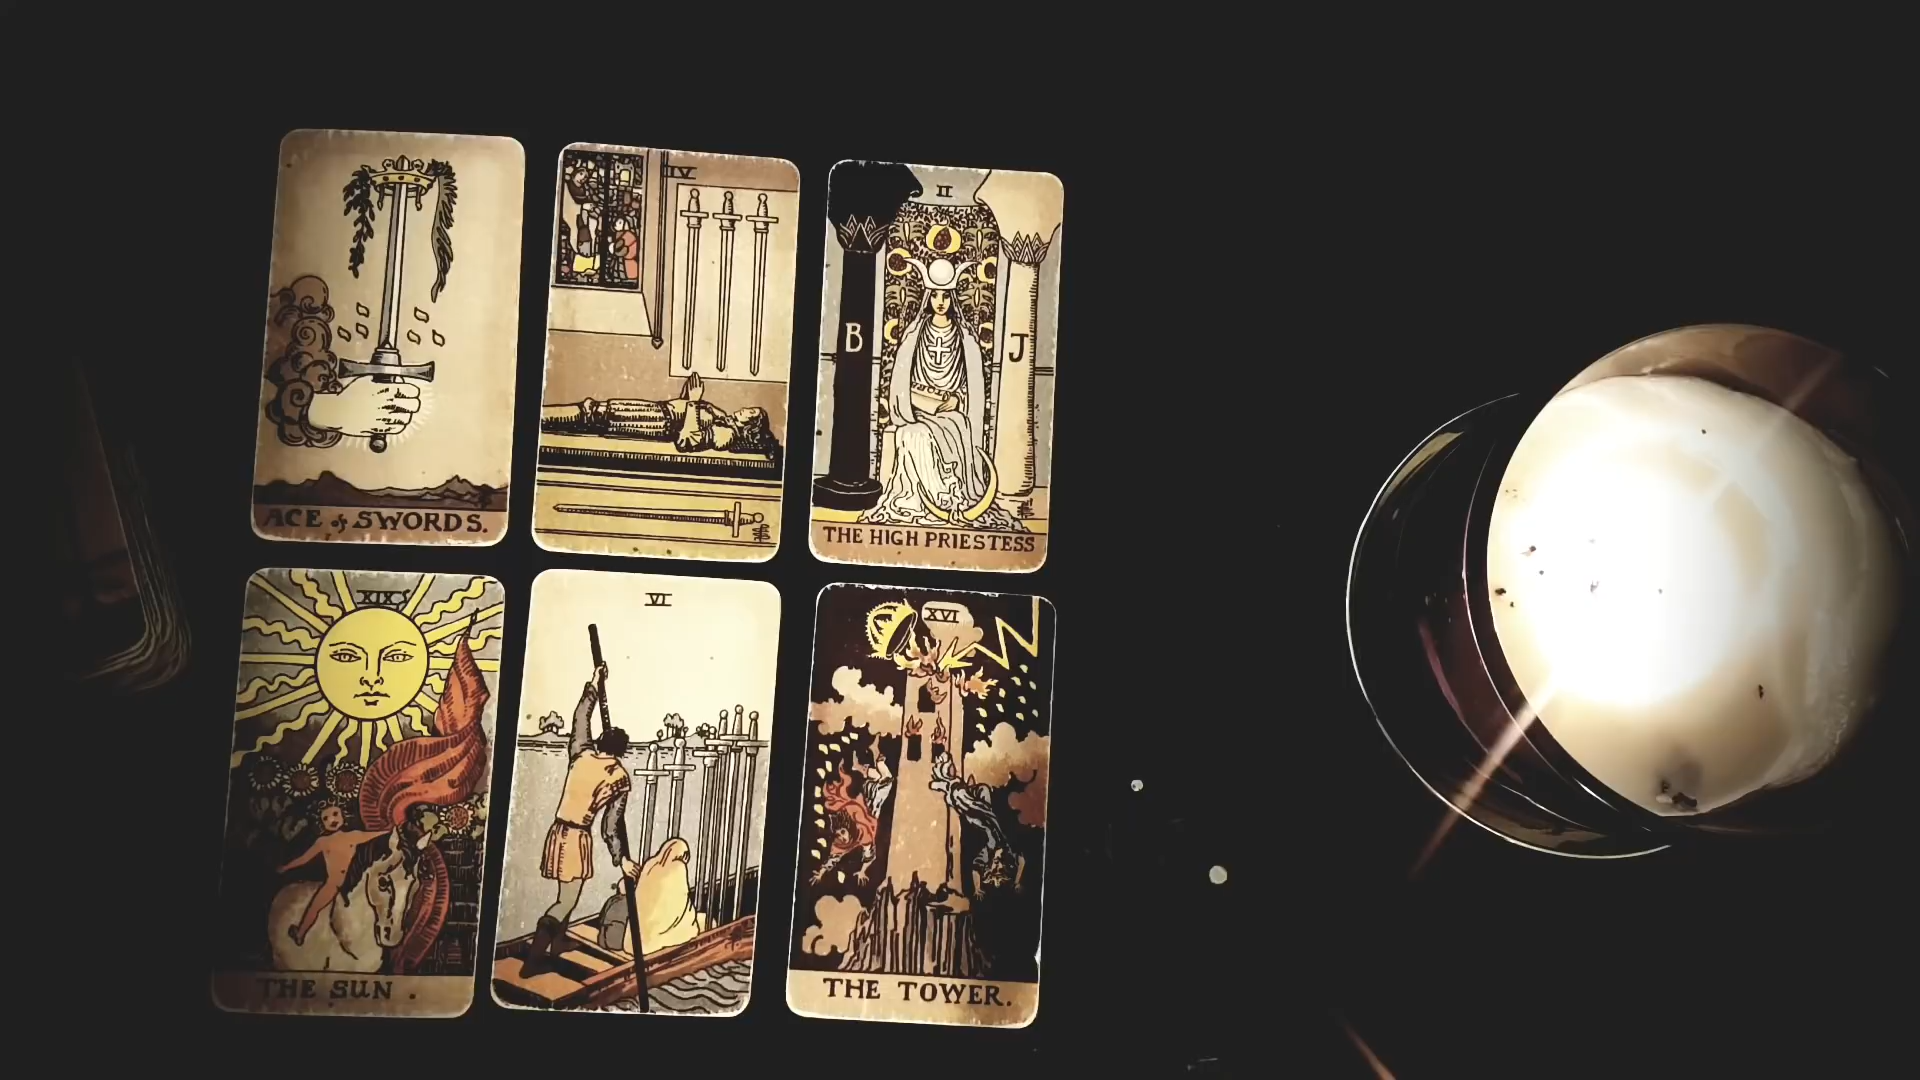 ACE of SWORDS.
IV
II
B
J
THE HIGH PRIESTESS
XIX
THE SUN .
VI
XVI
THE TOWER.